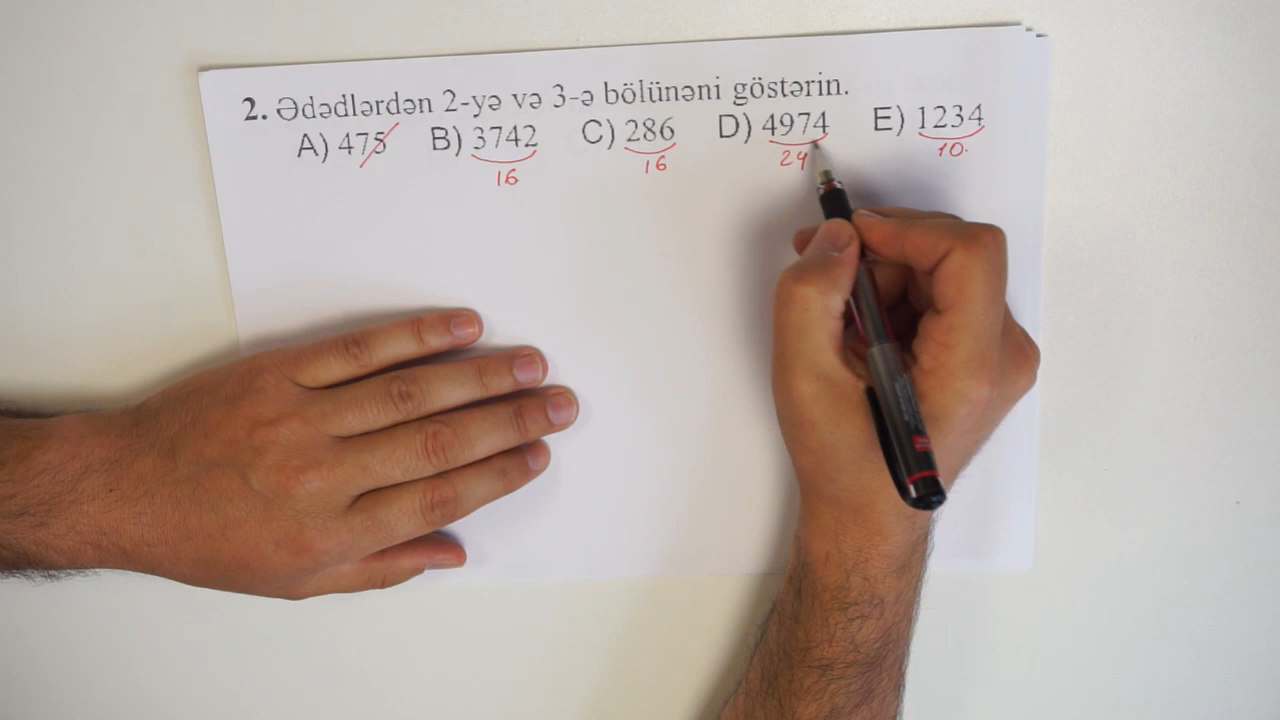 2. Ədədlərdən 2-yə və 3-ə bölünəni göstərin.
A) 475 B) 3742 C) 286 D) 4974 E) 1234
16 16 24 10.